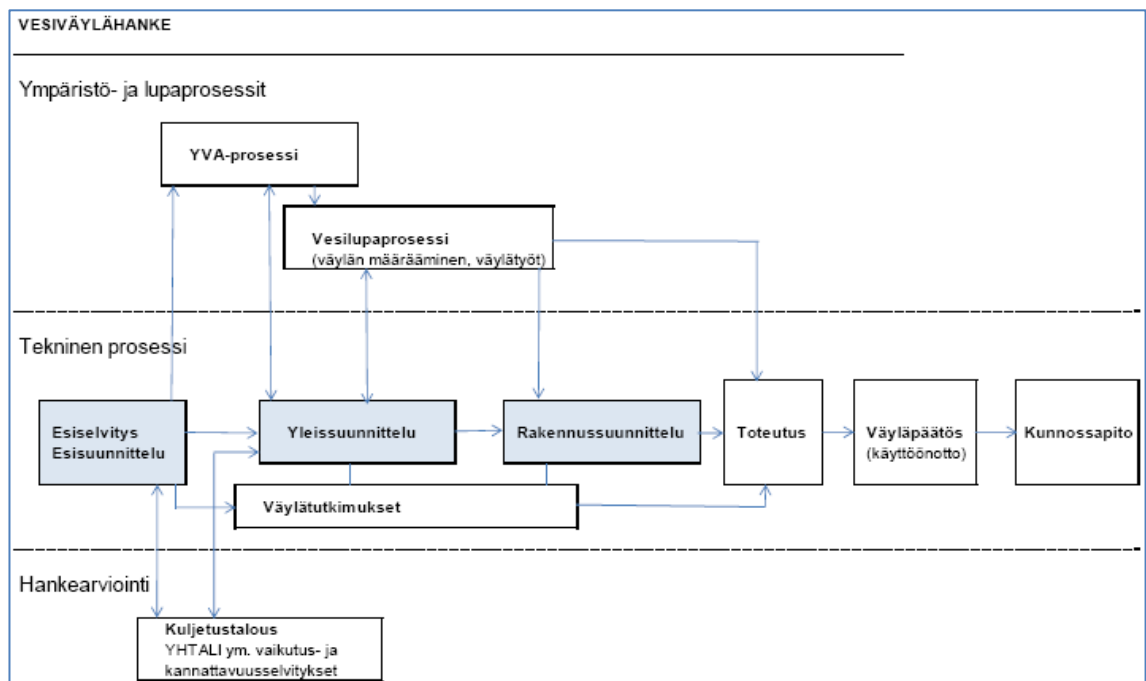 VESIVÄYLÄHANKE
Ympäristö- ja lupaprosessit
YVA-prosessi
Vesilupaprosessi
(väylän määrääminen, väylätyöt)
Tekninen prosessi
Esiselvitys
Esisuunnittelu
Yleissuunnittelu
Rakennussuunnittelu
Toteutus
Väyläpäätös
(käyttöönotto)
Kunnossapito
Väylätutkimukset
Hankearviointi
Kuljetustalous
YHTALI ym. vaikutus- ja
kannattavuusselvitykset